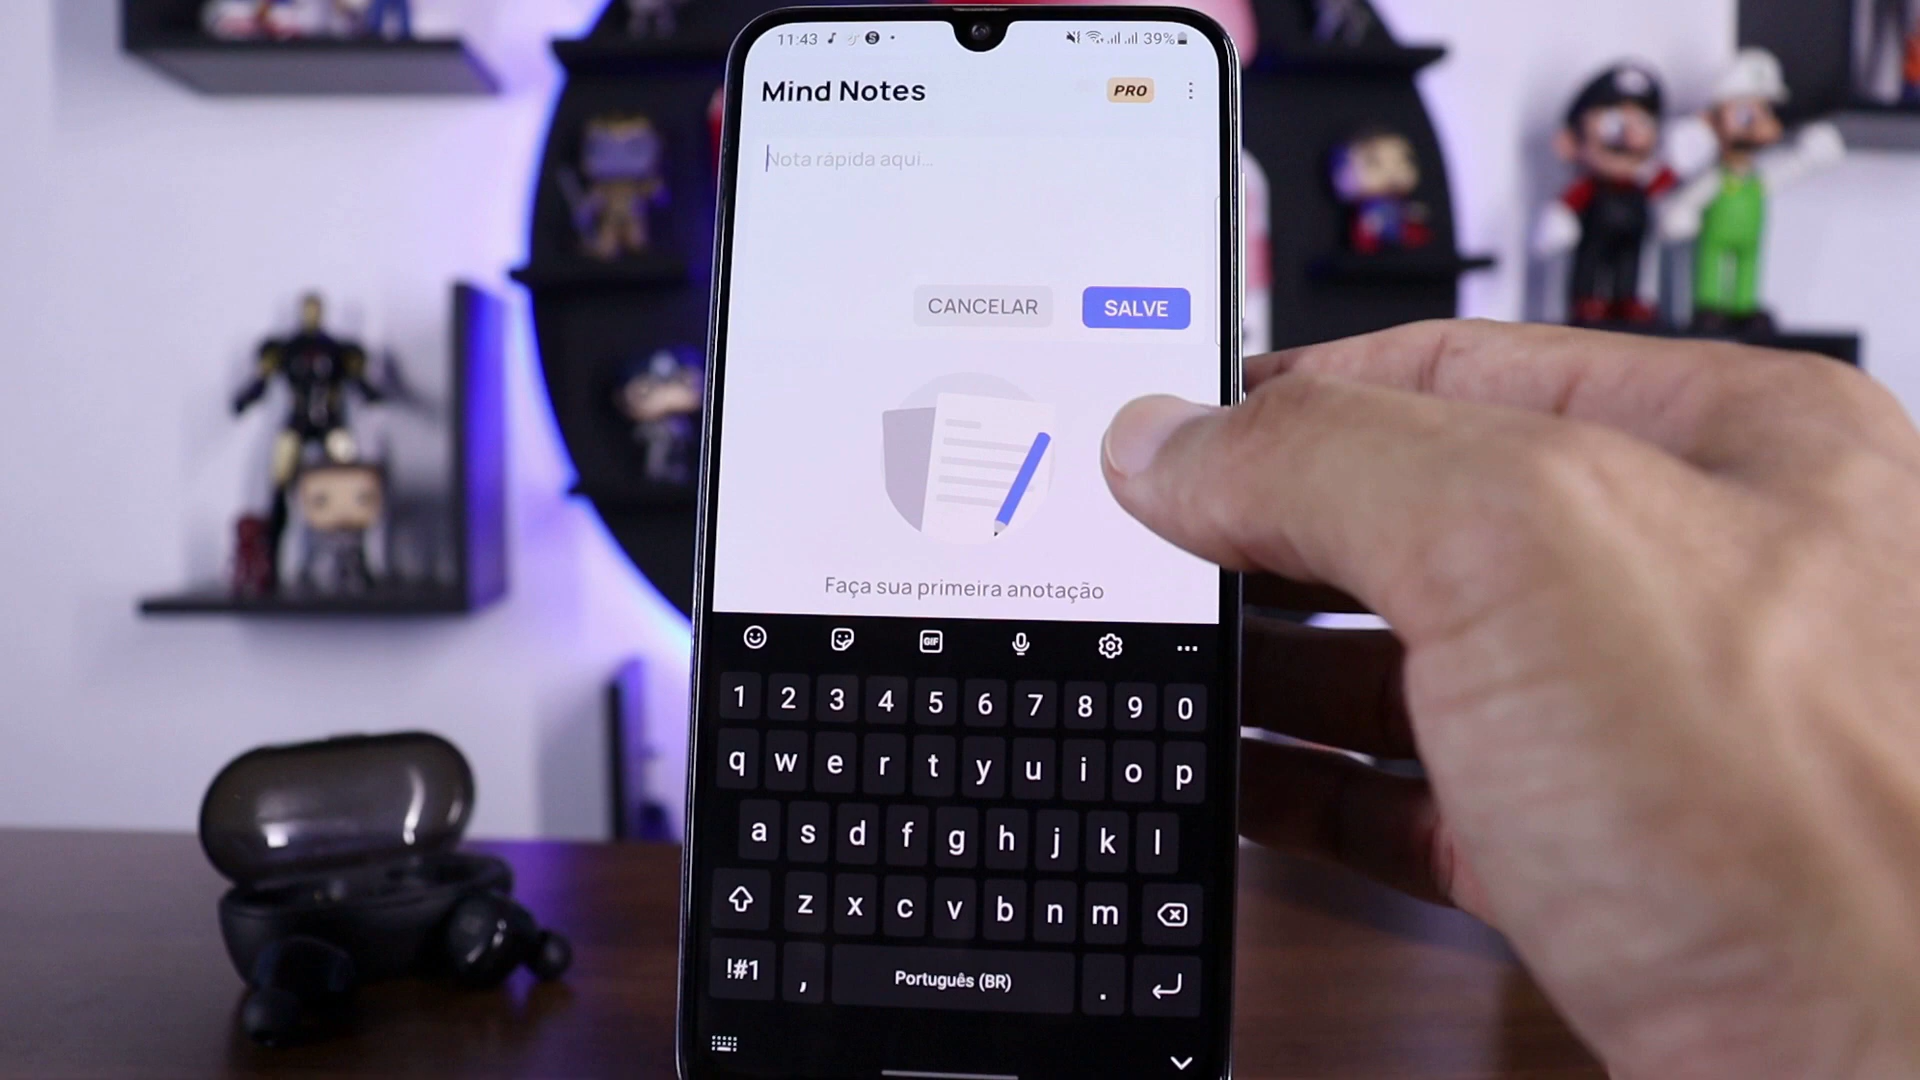 11:43 39%
Mind Notes PRO
Nota rápida aqui...
CANCELAR SALVE
Faça sua primeira anotação
GIF
1 2 3 4 5 6 7 8 9 0
q w e r t y u i o p
a s d f g h j k l
z x c v b n m
!#1 , Português (BR) .